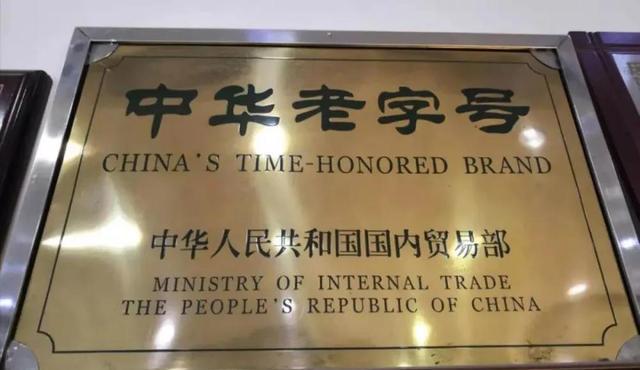 中华老字号
CHINA'S TIME-HONORED BRAND
中华人民共和国国内贸易部
MINISTRY OF INTERNAL TRADE
THE PEOPLE'S REPUBLIC OF CHINA